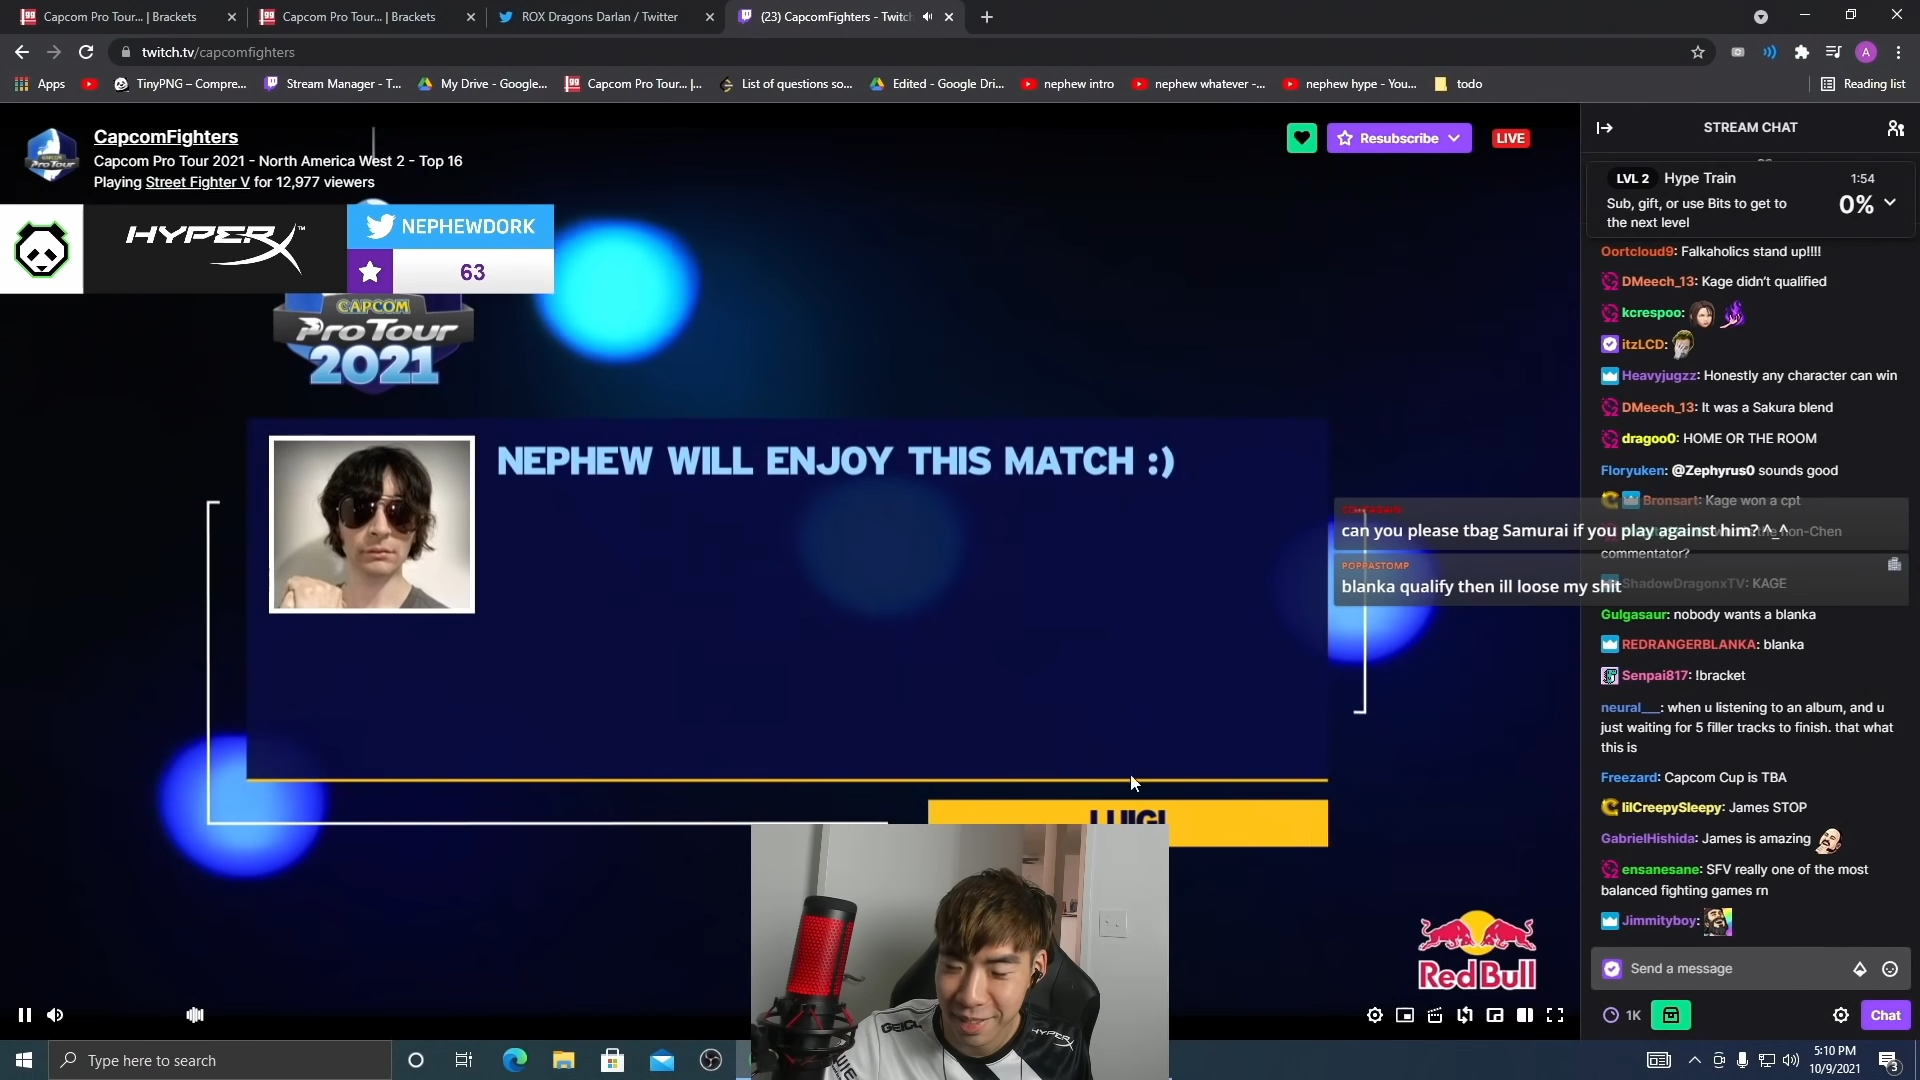 Capcom Pro Tour... | Brackets
Capcom Pro Tour... | Brackets
ROX Dragons Darlan / Twitter
(23) CapcomFighters - Twitch
twitch.tv/capcomfighters
A
Apps
TinyPNG – Compre...
Stream Manager - T...
My Drive - Google...
Capcom Pro Tour...|...
List of questions so...
Edited - Google Dri...
nephew intro
nephew whatever -...
nephew hype - You...
todo
Reading list
CapcomFighters
Capcom Pro Tour 2021 - North America West 2 - Top 16
Playing Street Fighter V for 12,977 viewers
Resubscribe
LIVE
HYPERX™
NEPHEWDORK
63
CAPCOM
Pro Tour
2021
NEPHEW WILL ENJOY THIS MATCH :)
LUIGI
can you please tbag Samurai if you play against him? ^_^
POPPASTOMP
blanka qualify then ill loose my shit
Red Bull
HYPERX
STREAM CHAT
LVL 2 Hype Train 1:54
Sub, gift, or use Bits to get to
the next level
0%
Oortcloud9: Falkaholics stand up!!!!
DMeech_13: Kage didn't qualified
kcrespoo:
itzLCD:
Heavyjugzz: Honestly any character can win
DMeech_13: It was a Sakura blend
dragoo0: HOME OR THE ROOM
Floryuken: @Zephyrus0 sounds good
Bronsart: Kage won a cpt
non-Chen
commentator?
ShadowDragonxTV: KAGE
Gulgasaur: nobody wants a blanka
REDRANGERBLANKA: blanka
Senpai817: !bracket
neural___: when u listening to an album, and u
just waiting for 5 filler tracks to finish. that what
this is
Freezard: Capcom Cup is TBA
lilCreepySleepy: James STOP
GabrielHishida: James is amazing
ensanesane: SFV really one of the most
balanced fighting games rn
Jimmityboy:
Send a message
1K
Chat
Type here to search
5:10 PM
10/9/2021
3